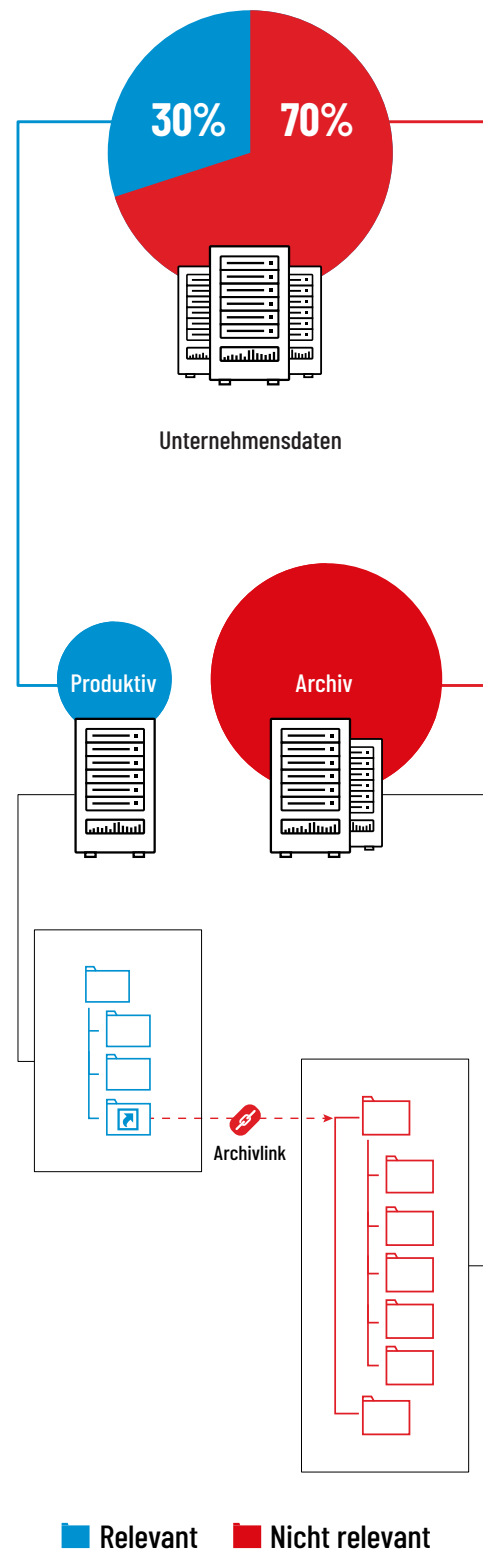 30%
70%
Unternehmensdaten
Produktiv
Archiv
Archivlink
Relevant
Nicht relevant